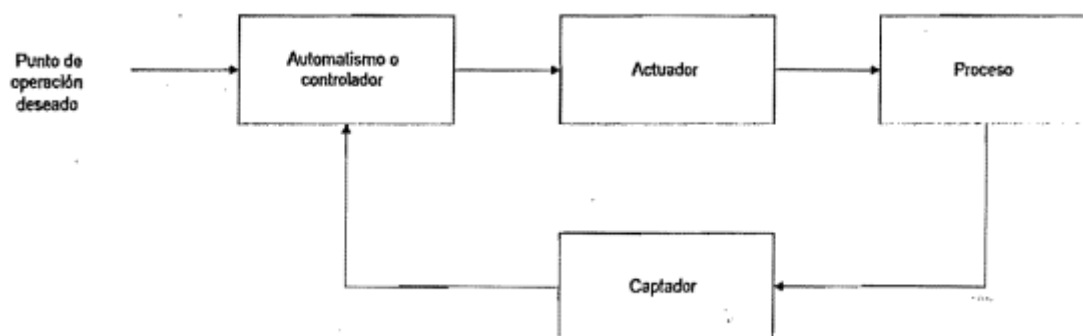 Punto de
operación
deseado
Automatismo o
controlador
Actuador
Proceso
Captador